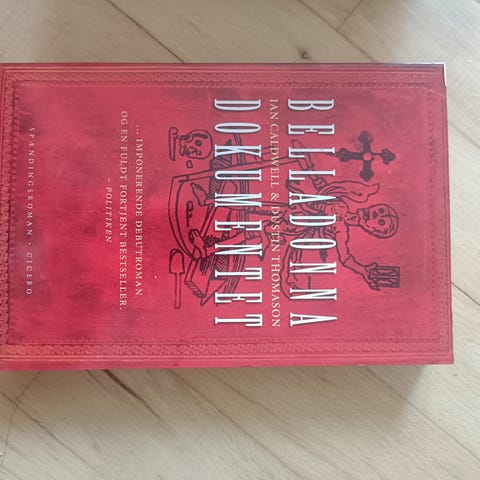 BELLADONNA
IAN CALDWELL & DUSTIN THOMASON
DOKUMENTET
... IMPONERENDE DEBUTROMAN
OG EN FULDT FORTJENT BESTSELLER.
– POLITIKEN
SPÆNDINGSROMAN · CICERO